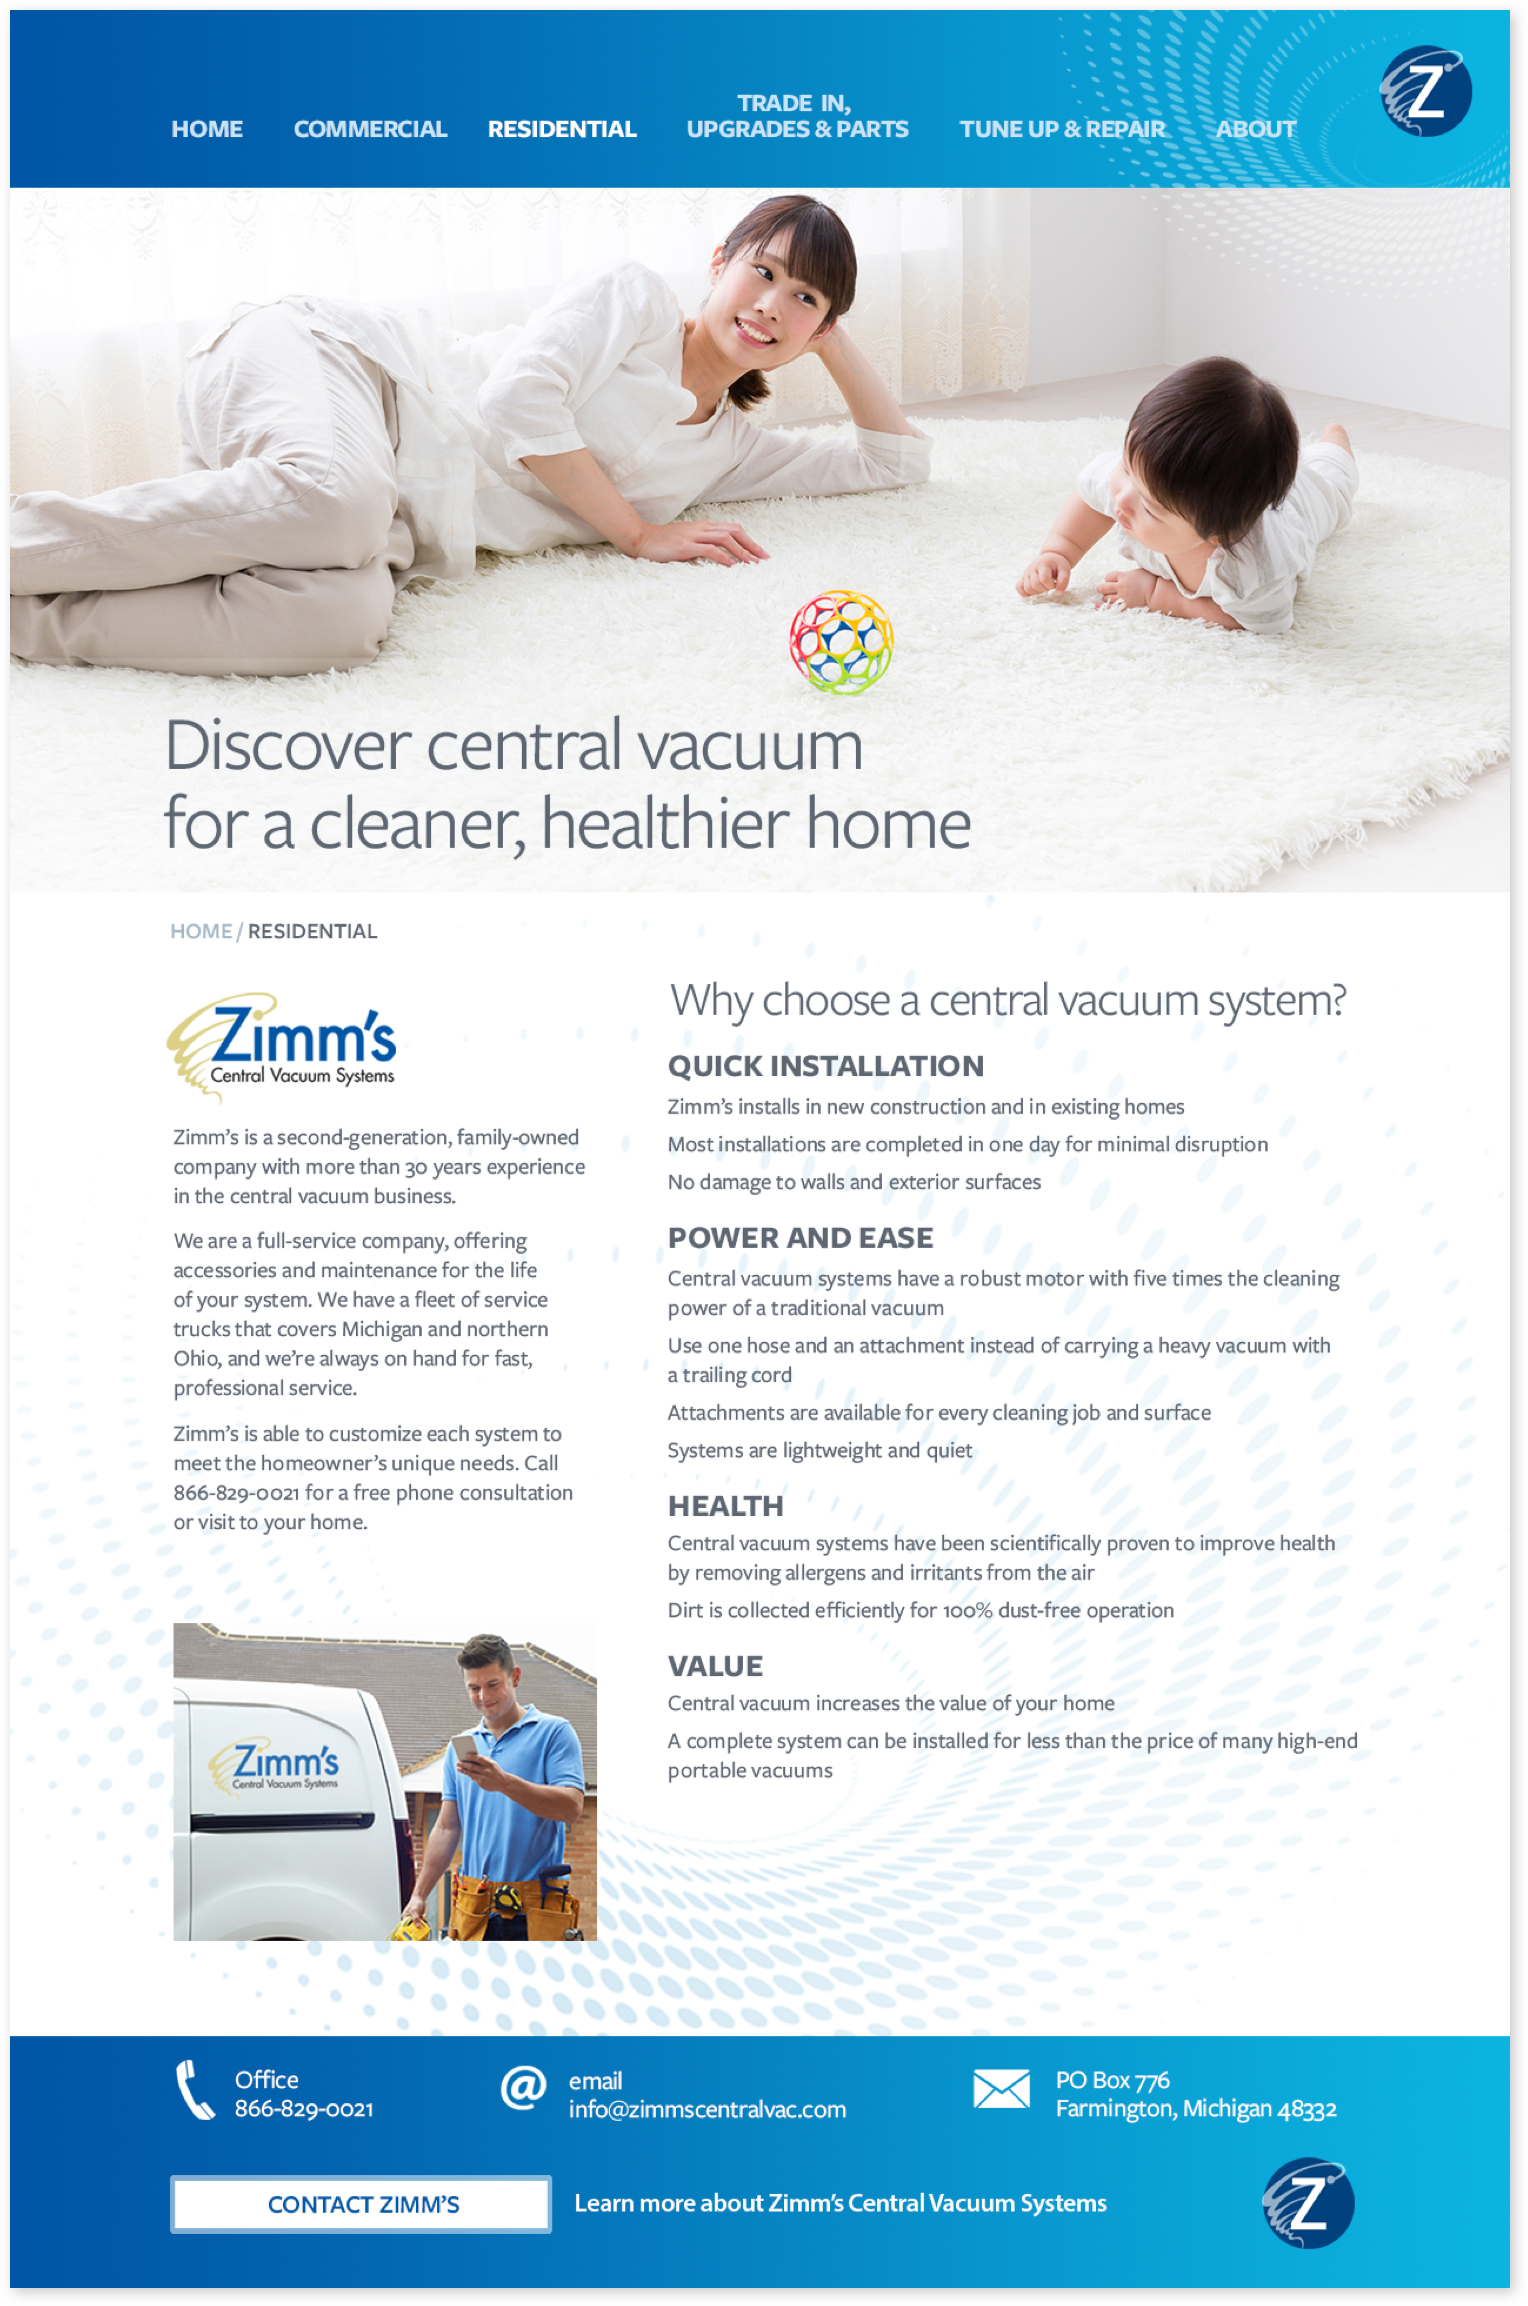 HOME
COMMERCIAL
RESIDENTIAL
TRADE IN,
UPGRADES & PARTS
TUNE UP & REPAIR
ABOUT
Z
Discover central vacuum
for a cleaner, healthier home
HOME / RESIDENTIAL
Zimm's
Central Vacuum Systems
Zimm's is a second-generation, family-owned
company with more than 30 years experience
in the central vacuum business.
We are a full-service company, offering
accessories and maintenance for the life
of your system. We have a fleet of service
trucks that covers Michigan and northern
Ohio, and we're always on hand for fast,
professional service.
Zimm's is able to customize each system to
meet the homeowner's unique needs. Call
866-829-0021 for a free phone consultation
or visit to your home.
Zimm's
Central Vacuum Systems
Why choose a central vacuum system?
QUICK INSTALLATION
Zimm's installs in new construction and in existing homes
Most installations are completed in one day for minimal disruption
No damage to walls and exterior surfaces
POWER AND EASE
Central vacuum systems have a robust motor with five times the cleaning
power of a traditional vacuum
Use one hose and an attachment instead of carrying a heavy vacuum with
a trailing cord
Attachments are available for every cleaning job and surface
Systems are lightweight and quiet
HEALTH
Central vacuum systems have been scientifically proven to improve health
by removing allergens and irritants from the air
Dirt is collected efficiently for 100% dust-free operation
VALUE
Central vacuum increases the value of your home
A complete system can be installed for less than the price of many high-end
portable vacuums
Office
866-829-0021
@
email
info@zimmscentralvac.com
PO Box 776
Farmington, Michigan 48332
CONTACT ZIMM'S
Learn more about Zimm's Central Vacuum Systems
Z